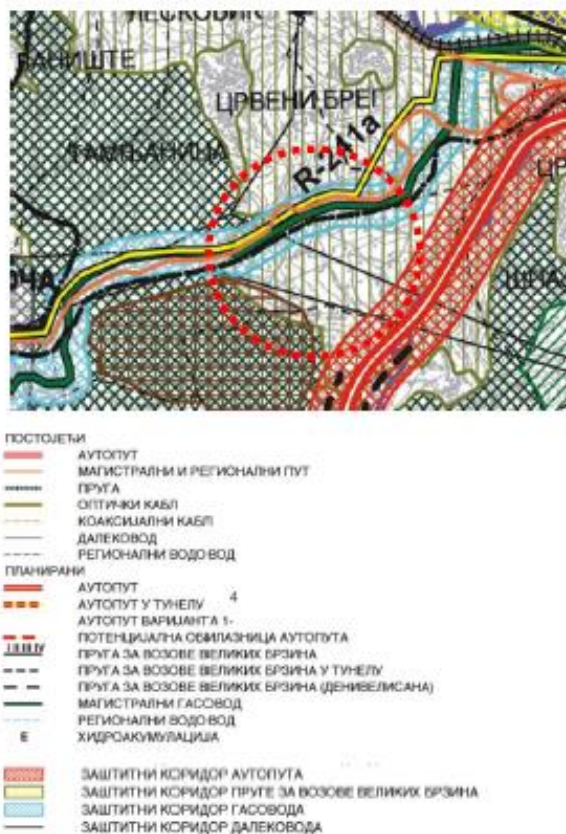 ЛЕСКОВИК
ЦРВЕНИ БРЕГ
R-241a
ПОСТОЈЕЋИ
АУТОПУТ
МАГИСТРАЛНИ И РЕГИОНАЛНИ ПУТ
ПРУГА
ОПТИЧКИ КАБЛ
КОАКСИЈАЛНИ КАБЛ
ДАЛЕКОВОД
РЕГИОНАЛНИ ВОДОВОД
ПЛАНИРАНИ
АУТОПУТ
АУТОПУТ У ТУНЕЛУ 4
АУТОПУТ ВАРИЈАНТА 1-
ПОТЕНЦИЈАЛНА ОБИЛАЗНИЦА АУТОПУТА
ПРУГА ЗА ВОЗОВЕ ВЕЛИКИХ БРЗИНА
ПРУГА ЗА ВОЗОВЕ ВЕЛИКИХ БРЗИНА У ТУНЕЛУ
ПРУГА ЗА ВОЗОВЕ ВЕЛИКИХ БРЗИНА (ДЕНИВЕЛИСАНА)
МАГИСТРАЛНИ ГАСОВОД
РЕГИОНАЛНИ ВОДОВОД
Е ХИДРОАКУМУЛАЦИЈА
ЗАШТИТНИ КОРИДОР АУТОПУТА
ЗАШТИТНИ КОРИДОР ПРУГЕ ЗА ВОЗОВЕ ВЕЛИКИХ БРЗИНА
ЗАШТИТНИ КОРИДОР ГАСОВОДА
ЗАШТИТНИ КОРИДОР ДАЛЕКОВОДА